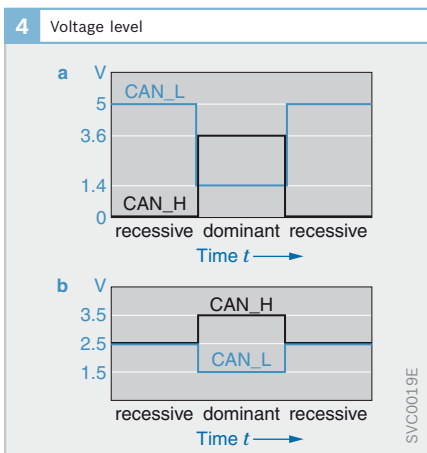 4 Voltage level
a V
CAN_L
5
3.6
1.4
CAN_H
0
recessive dominant recessive
Time t
b V
CAN_H
3.5
2.5
CAN_L
1.5
recessive dominant recessive
Time t
SVC0019E